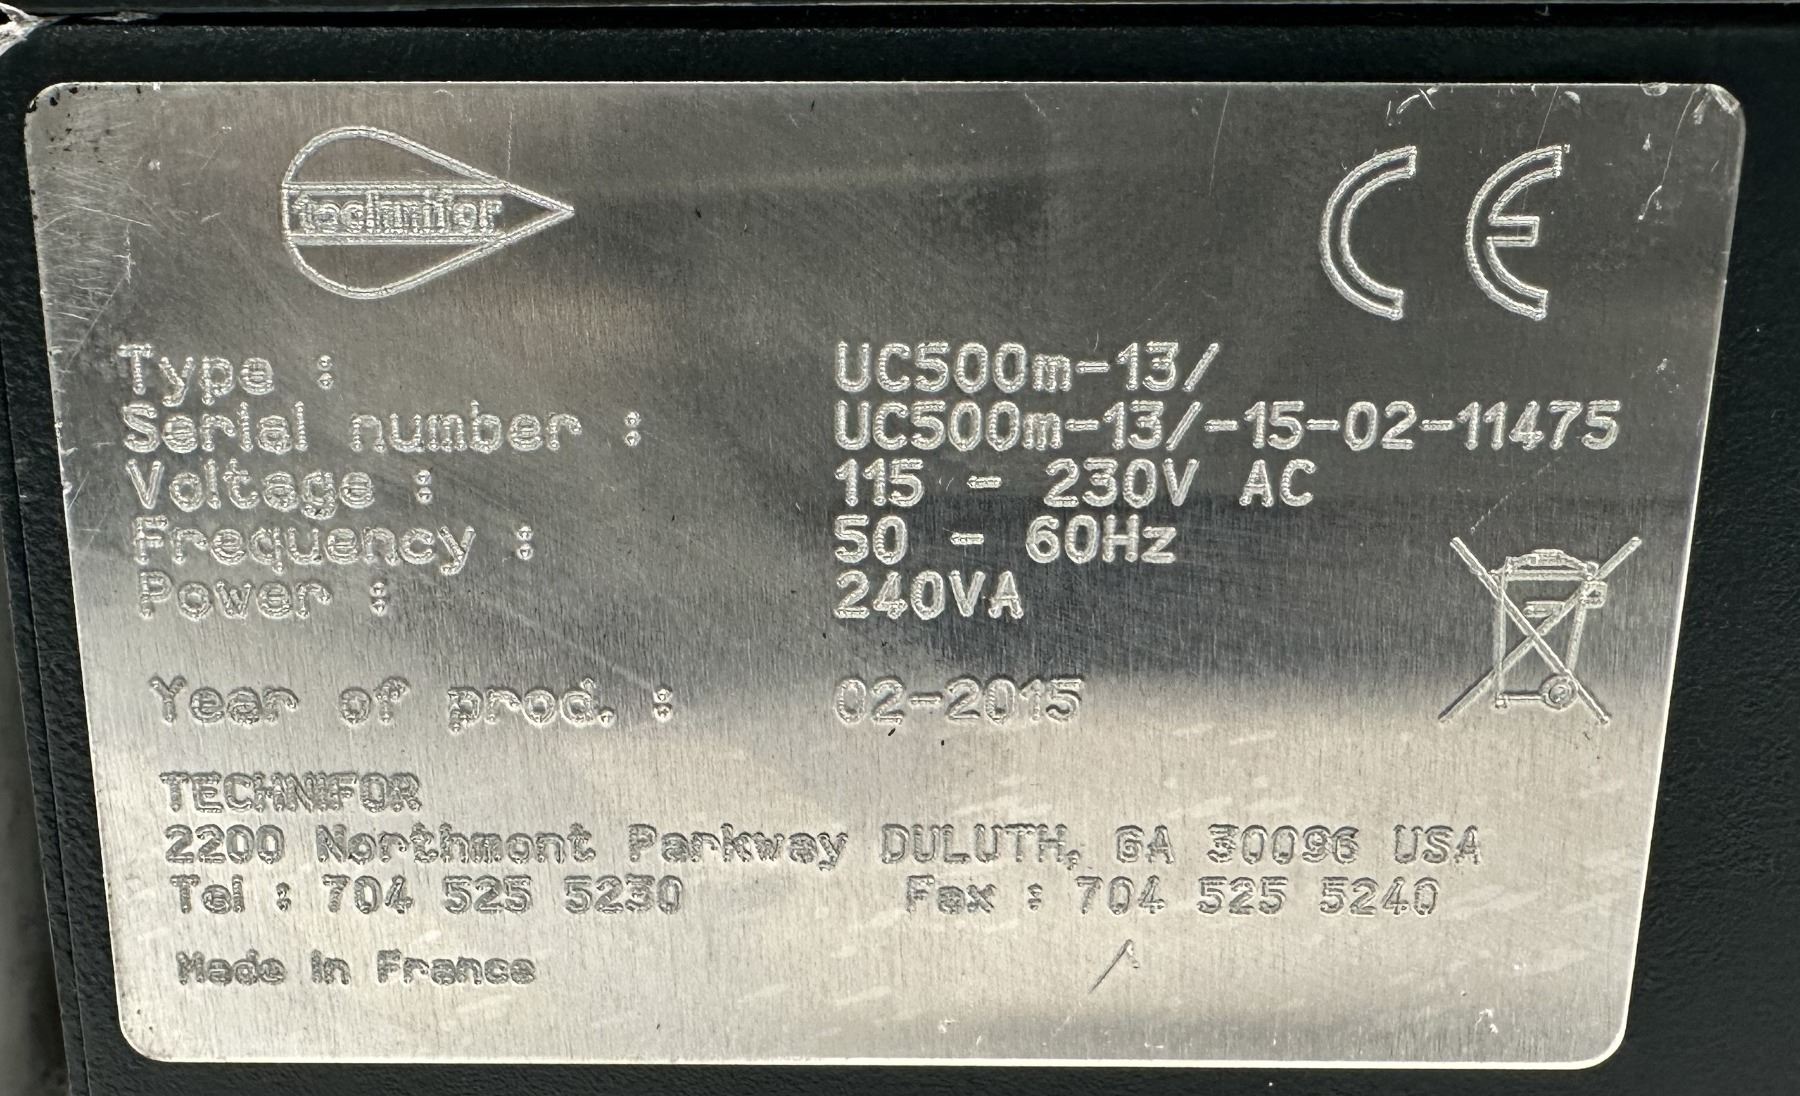 technifor
CE
Type : UC500m-13/
Serial number : UC500m-13/-15-02-11475
Voltage : 115 - 230V AC
Frequency : 50 - 60Hz
Power : 240VA
Year of prod. : 02-2015
TECHNIFOR
2200 Northmont Parkway DULUTH, GA 30096 USA
Tel : 704 525 5230 Fax : 704 525 5240
Made in France